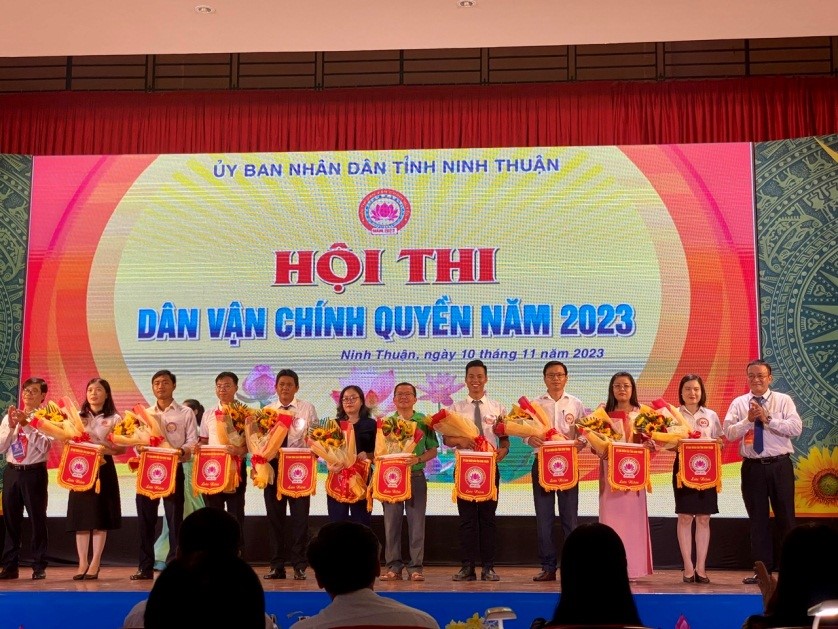 ỦY BAN NHÂN DÂN TỈNH NINH THUẬN
HỘI THI
DÂN VẬN CHÍNH QUYỀN NĂM 2023
Ninh Thuận, ngày 10 tháng 11 năm 2023